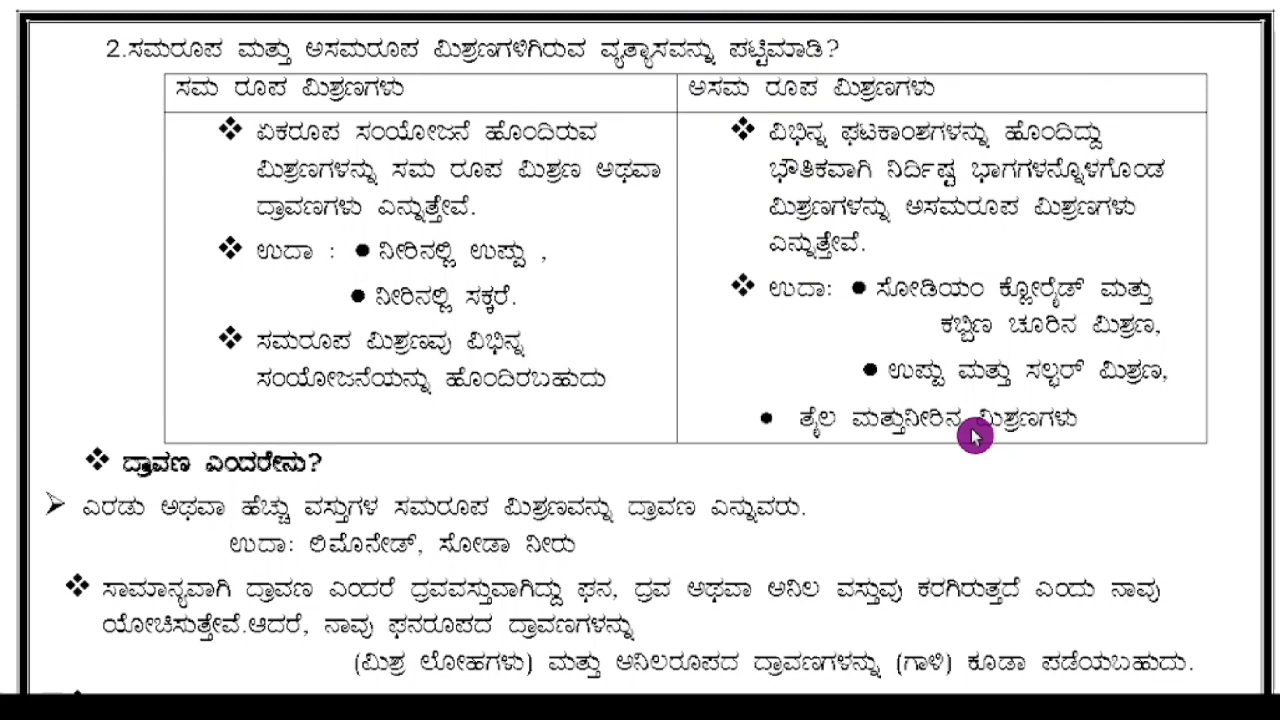 2.ಸಮರೂಪ ಮತ್ತು ಅಸಮರೂಪ ಮಿಶ್ರಣಗಳಿಗಿರುವ ವ್ಯತ್ಯಾಸವನ್ನು ಪಟ್ಟಿಮಾಡಿ?
ಸಮ ರೂಪ ಮಿಶ್ರಣಗಳು
❖ ಏಕರೂಪ ಸಂಯೋಜನೆ ಹೊಂದಿರುವ
ಮಿಶ್ರಣಗಳನ್ನು ಸಮ ರೂಪ ಮಿಶ್ರಣ ಅಥವಾ
ದ್ರಾವಣಗಳು ಎನ್ನುತ್ತೇವೆ.
❖ ಉದಾ : ● ನೀರಿನಲ್ಲಿ ಉಪ್ಪು ,
● ನೀರಿನಲ್ಲಿ ಸಕ್ಕರೆ.
❖ ಸಮರೂಪ ಮಿಶ್ರಣವು ವಿಭಿನ್ನ
ಸಂಯೋಜನೆಯನ್ನು ಹೊಂದಿರಬಹುದು
ಅಸಮ ರೂಪ ಮಿಶ್ರಣಗಳು
❖ ವಿಭಿನ್ನ ಘಟಕಾಂಶಗಳನ್ನು ಹೊಂದಿದ್ದು
ಭೌತಿಕವಾಗಿ ನಿರ್ದಿಷ್ಟ ಭಾಗಗಳನ್ನೊಳಗೊಂಡ
ಮಿಶ್ರಣಗಳನ್ನು ಅಸಮರೂಪ ಮಿಶ್ರಣಗಳು
ಎನ್ನುತ್ತೇವೆ.
❖ ಉದಾ: ● ಸೋಡಿಯಂ ಕ್ಲೋರೈಡ್ ಮತ್ತು
ಕಬ್ಬಿಣ ಚೂರಿನ ಮಿಶ್ರಣ,
● ಉಪ್ಪು ಮತ್ತು ಸಲ್ಫರ್ ಮಿಶ್ರಣ,
● ತೈಲ ಮತ್ತುನೀರಿನ ಮಿಶ್ರಣಗಳು
❖ ದ್ರಾವಣ ಎಂದರೇನು?
➢ ಎರಡು ಅಥವಾ ಹೆಚ್ಚು ವಸ್ತುಗಳ ಸಮರೂಪ ಮಿಶ್ರಣವನ್ನು ದ್ರಾವಣ ಎನ್ನುವರು.
ಉದಾ: ಲಿಮೊನೇಡ್, ಸೋಡಾ ನೀರು
❖ ಸಾಮಾನ್ಯವಾಗಿ ದ್ರಾವಣ ಎಂದರೆ ದ್ರವವಸ್ತುವಾಗಿದ್ದು ಘನ, ದ್ರವ ಅಥವಾ ಅನಿಲ ವಸ್ತುವು ಕರಗಿರುತ್ತದೆ ಎಂದು ನಾವು
ಯೋಚಿಸುತ್ತೇವೆ.ಆದರೆ, ನಾವು ಘನರೂಪದ ದ್ರಾವಣಗಳನ್ನು
(ಮಿಶ್ರ ಲೋಹಗಳು) ಮತ್ತು ಅನಿಲರೂಪದ ದ್ರಾವಣಗಳನ್ನು (ಗಾಳಿ) ಕೂಡಾ ಪಡೆಯಬಹುದು.